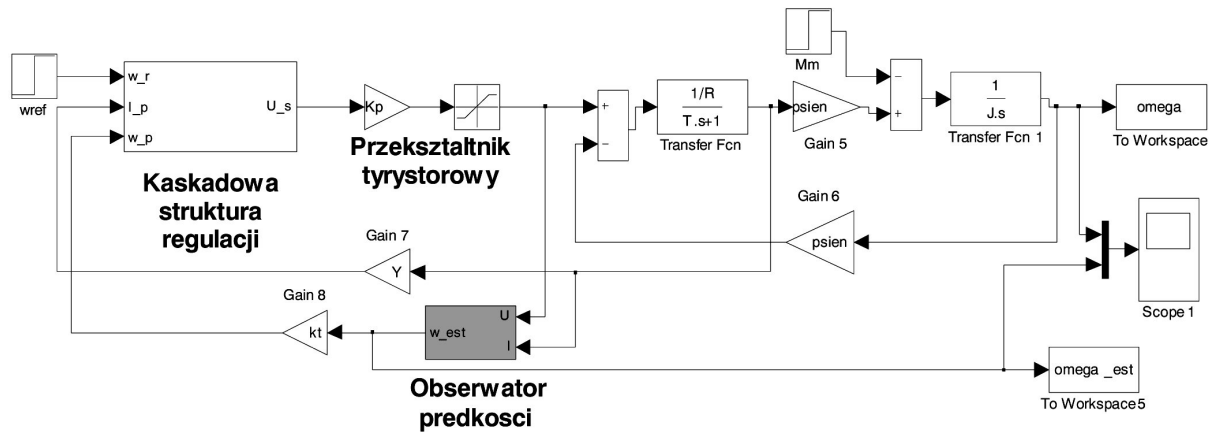 wref
w_r
I_p
w_p
U_s
Kaskadowa
struktura
regulacji
Kp
Przekształtnik
tyrystorowy
+
−
1/R
T.s+1
Transfer Fcn
psien
Gain 5
Mm
−
+
1
J.s
Transfer Fcn 1
omega
To Workspace
Gain 6
psien
Gain 7
Y
Gain 8
kt
U
I
w_est
Obserwator
predkosci
Scope 1
omega _est
To Workspace5